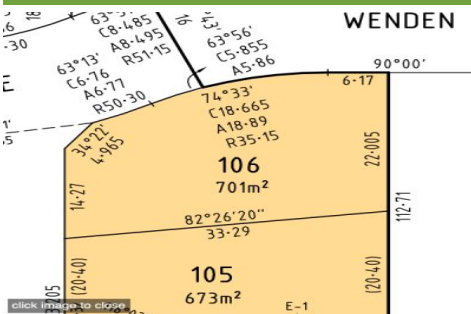 WENDEN
63°13'
C6·76
A6·77
R50·30
C8·485
A8·495
R51·15
63°56'
C5·855
A5·86
90°00'
6·17
74°33'
C18·665
A18·89
R35·15
34°22'
4·965
106
701m²
14·27
22·005
112·71
82°26'20"
33·29
105
673m²
(20·40)
(20·40)
E-1
click image to close